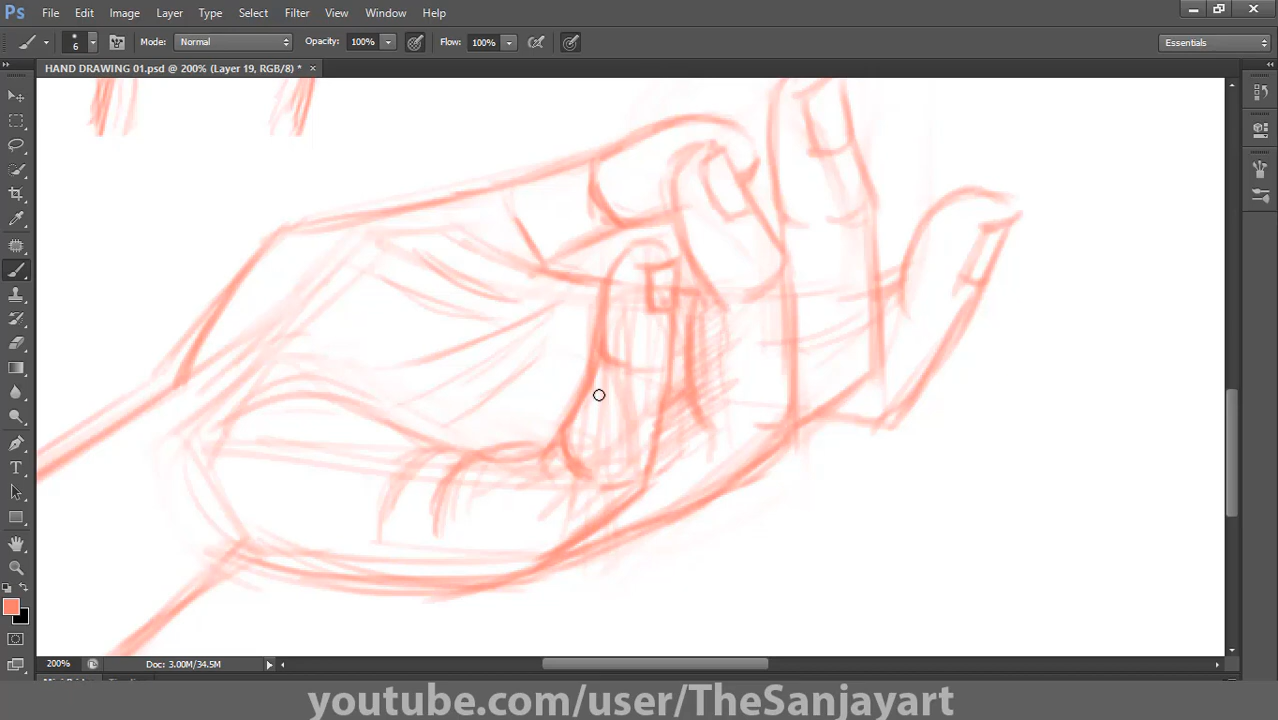 Ps File Edit Image Layer Type Select Filter View Window Help
6 Mode: Normal Opacity: 100% Flow: 100% Essentials
HAND DRAWING 01.psd @ 200% (Layer 19, RGB/8) * ×
T
200% Doc: 3.00M/34.5M
youtube.com/user/TheSanjayart